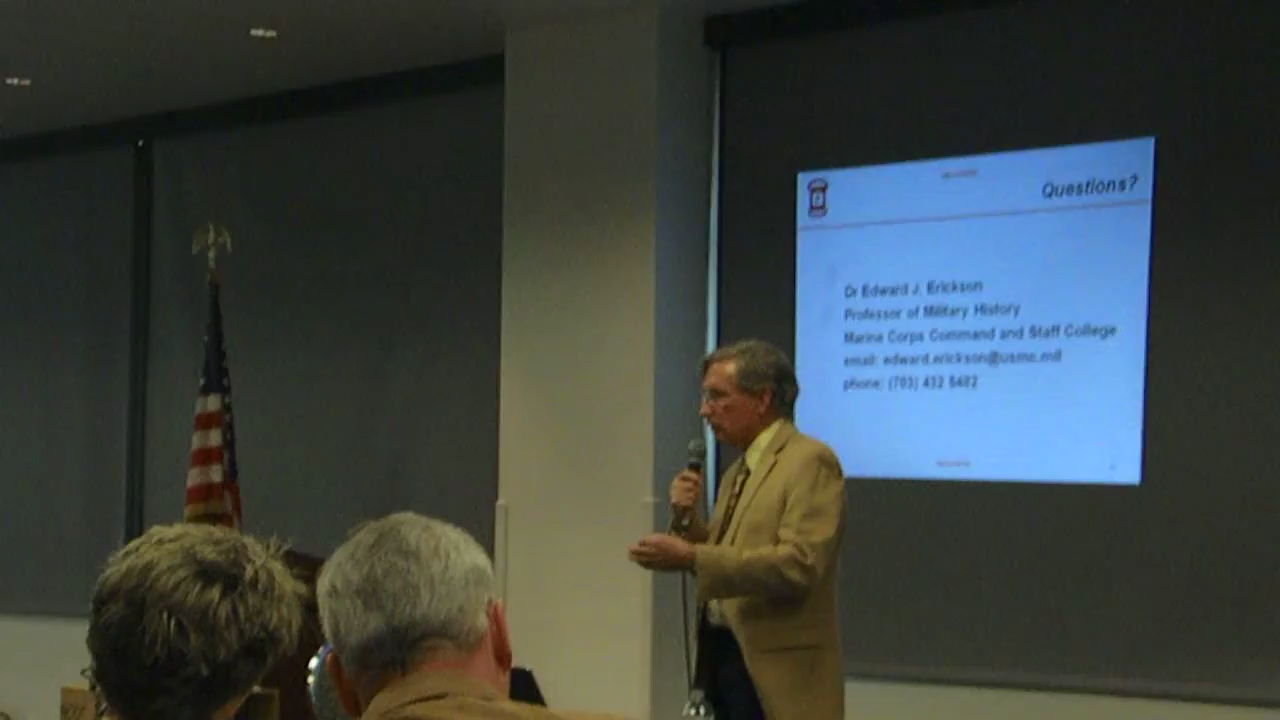 Questions?
Dr Edward J. Erickson
Professor of Military History
Marine Corps Command and Staff College
email: edward.erickson@usmc.mil
phone: (703) 432 8482